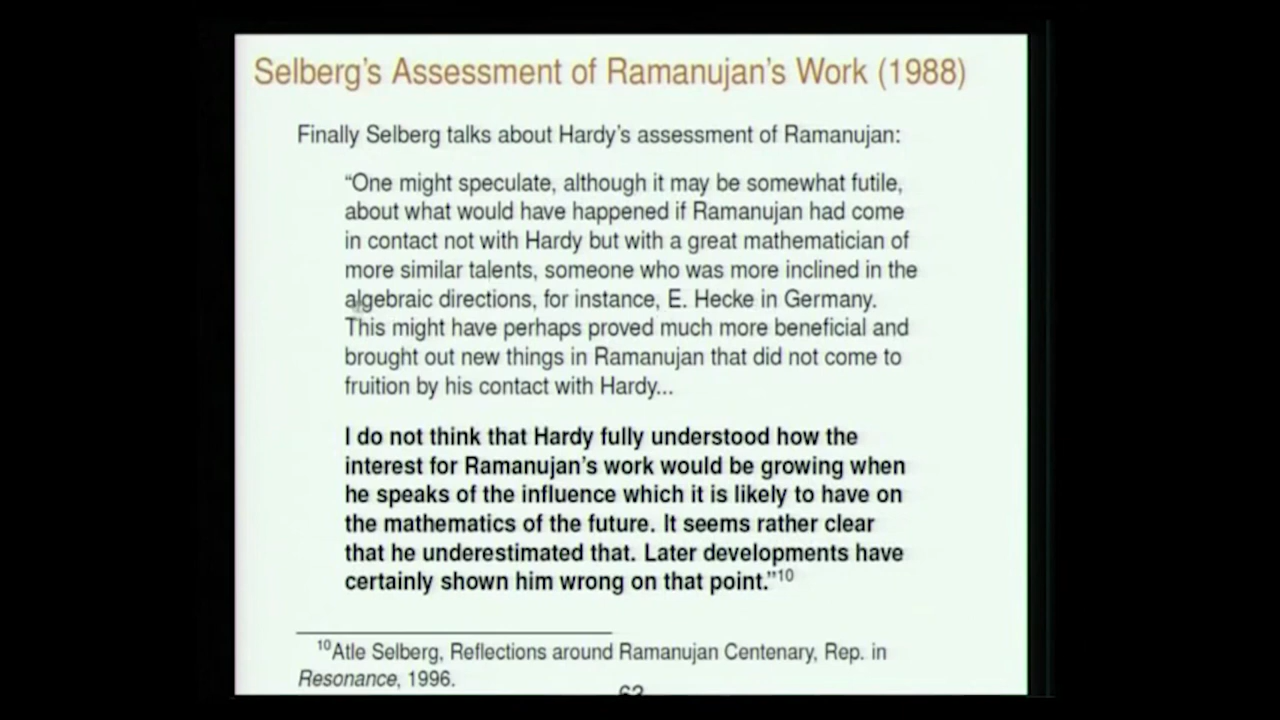 Selberg's Assessment of Ramanujan's Work (1988)
Finally Selberg talks about Hardy's assessment of Ramanujan:
“One might speculate, although it may be somewhat futile,
about what would have happened if Ramanujan had come
in contact not with Hardy but with a great mathematician of
more similar talents, someone who was more inclined in the
algebraic directions, for instance, E. Hecke in Germany.
This might have perhaps proved much more beneficial and
brought out new things in Ramanujan that did not come to
fruition by his contact with Hardy...
I do not think that Hardy fully understood how the
interest for Ramanujan's work would be growing when
he speaks of the influence which it is likely to have on
the mathematics of the future. It seems rather clear
that he underestimated that. Later developments have
certainly shown him wrong on that point.”10
10Atle Selberg, Reflections around Ramanujan Centenary, Rep. in
Resonance, 1996.